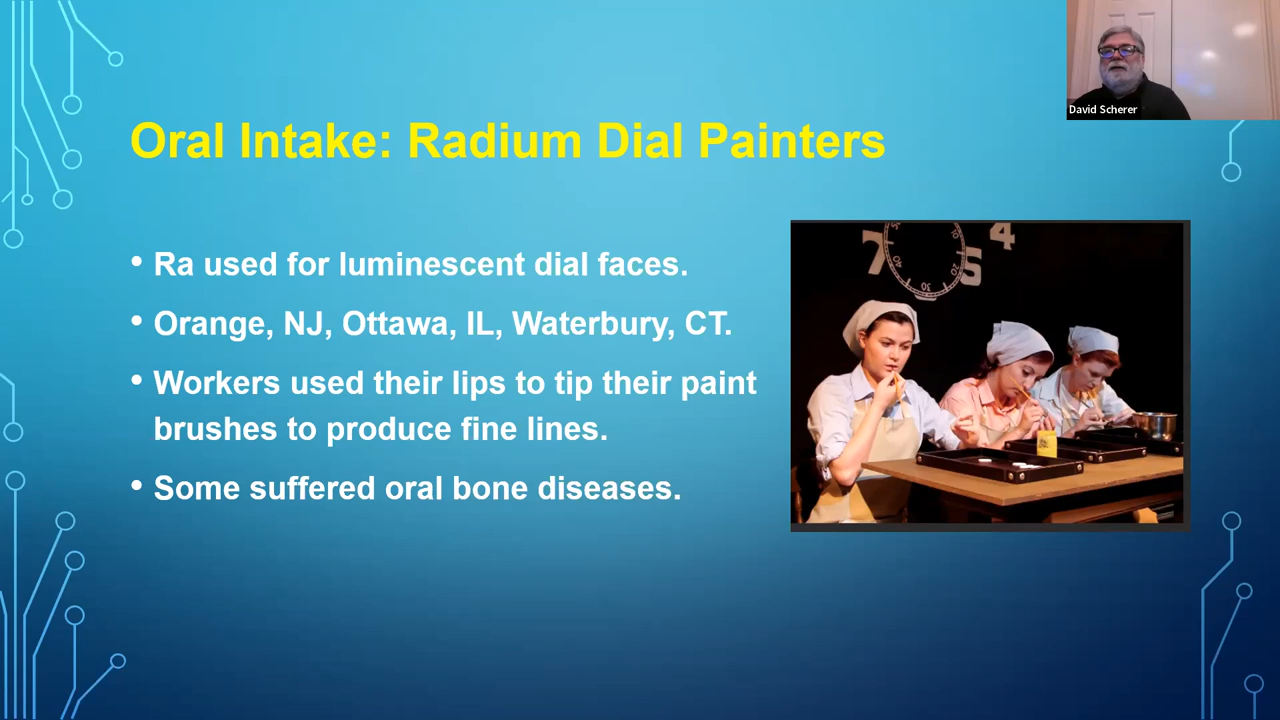 David Scherer
Oral Intake: Radium Dial Painters
• Ra used for luminescent dial faces.
• Orange, NJ, Ottawa, IL, Waterbury, CT.
• Workers used their lips to tip their paint
brushes to produce fine lines.
• Some suffered oral bone diseases.
7 4
5
30